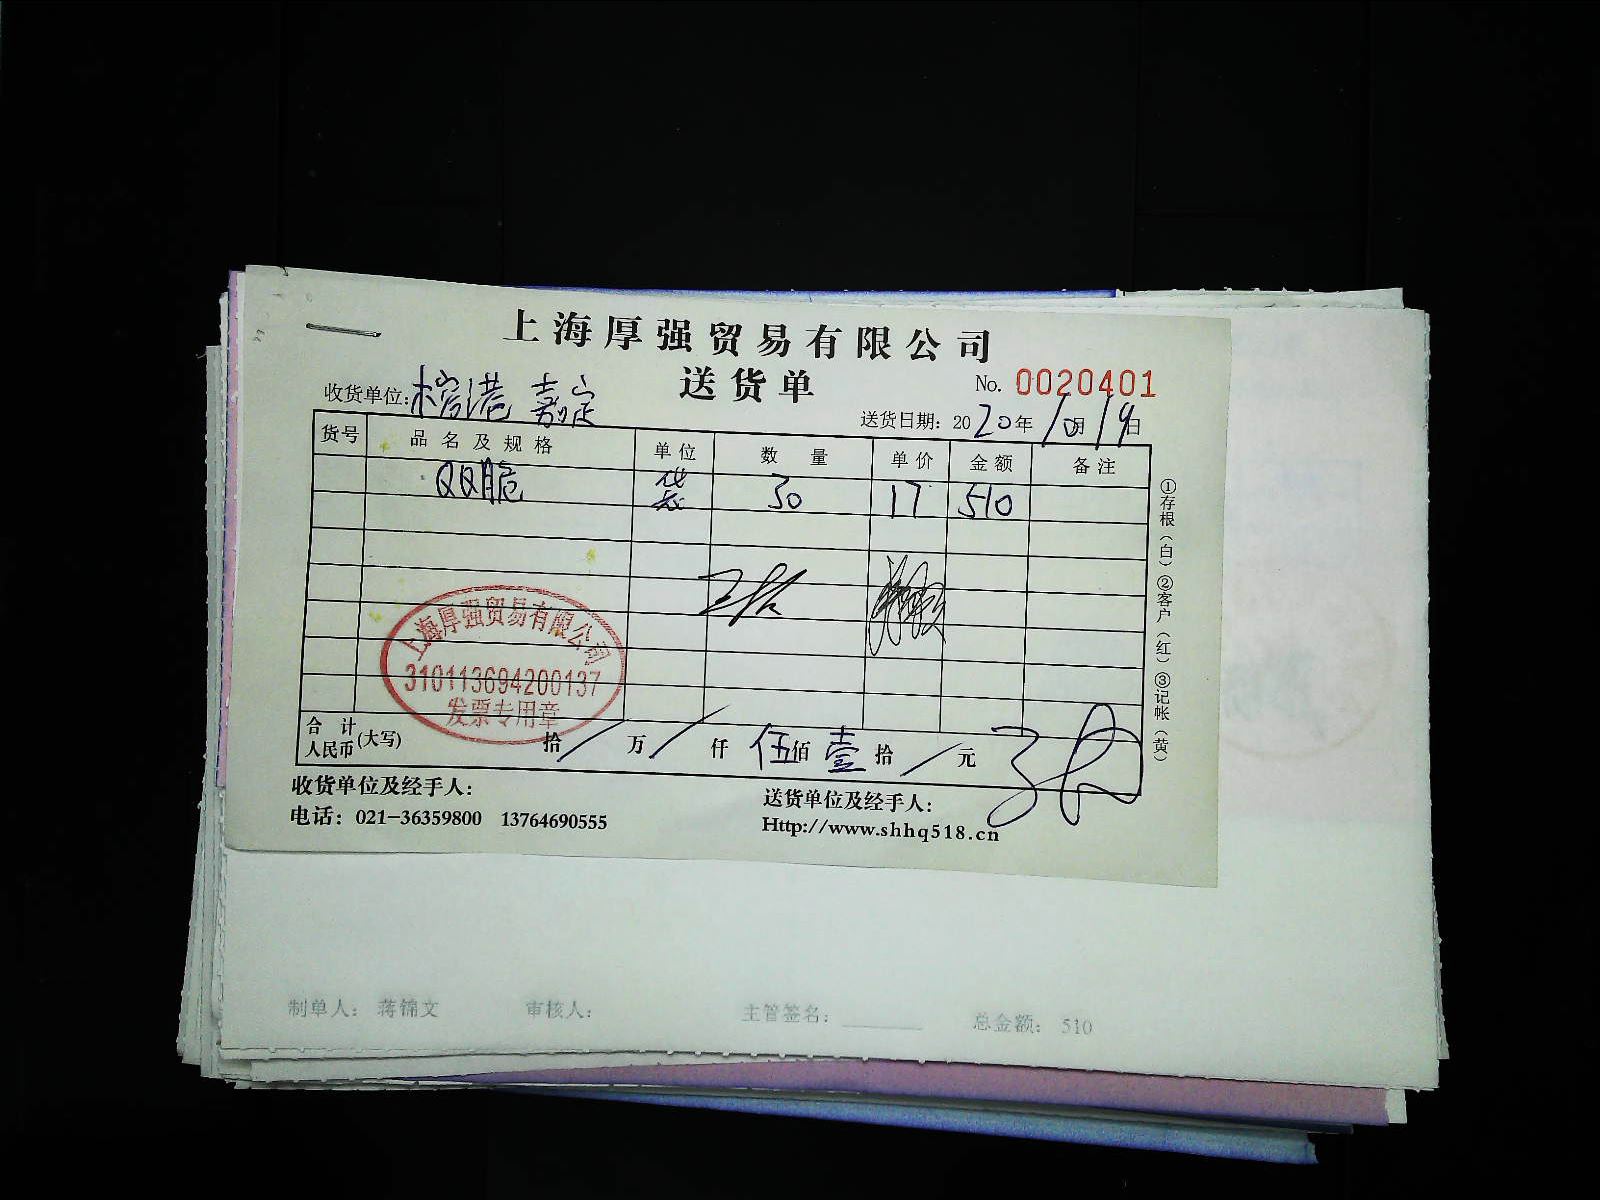 上海厚强贸易有限公司
送货单
No. 0020401
收货单位:榕港 嘉定
送货日期: 2020年10月19日
货号 品名及规格 单位 数量 单价 金额 备注
QQ脆 袋 30 17 510
上海厚强贸易有限公司
310113694200137
发票专用章
合计人民币(大写) 拾/万/仟伍佰壹拾/元
收货单位及经手人:
送货单位及经手人:
电话: 021-36359800 13764690555
Http://www.shhq518.cn
①存根(白)②客户(红)③记帐(黄)
制单人: 蒋锦文 审核人: 主管签名: 总金额: 510